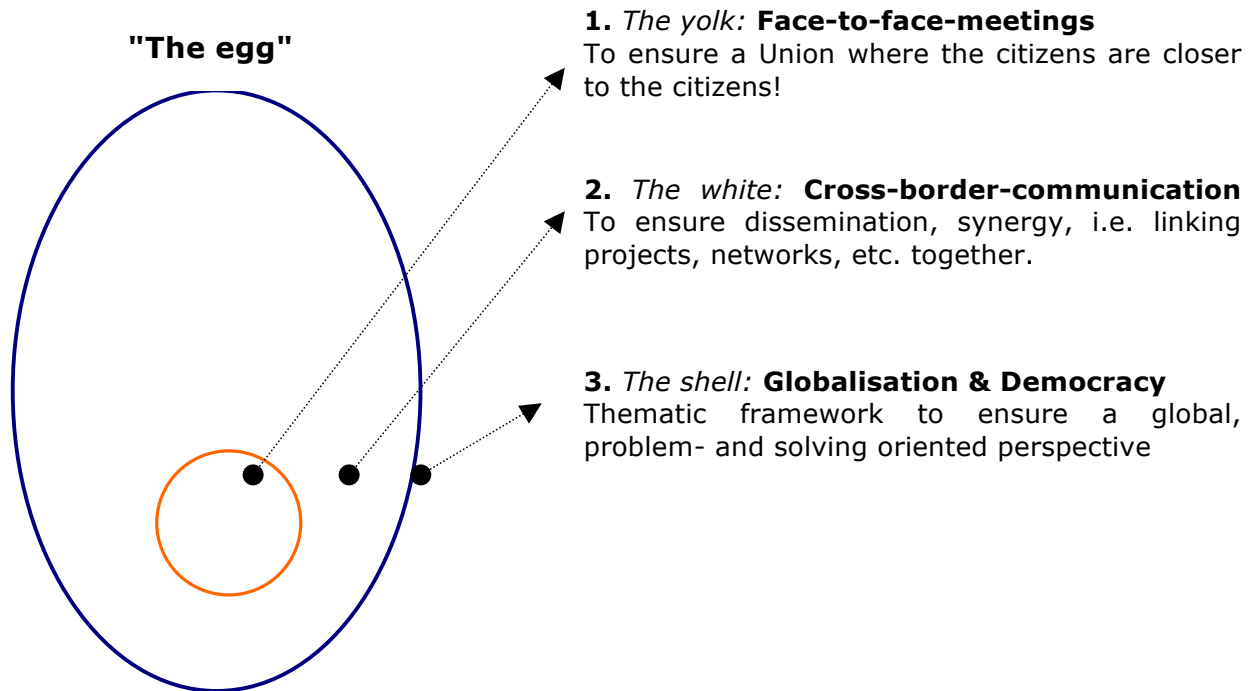 "The egg"
1. The yolk: Face-to-face-meetings
To ensure a Union where the citizens are closer
to the citizens!
2. The white: Cross-border-communication
To ensure dissemination, synergy, i.e. linking
projects, networks, etc. together.
3. The shell: Globalisation & Democracy
Thematic framework to ensure a global,
problem- and solving oriented perspective